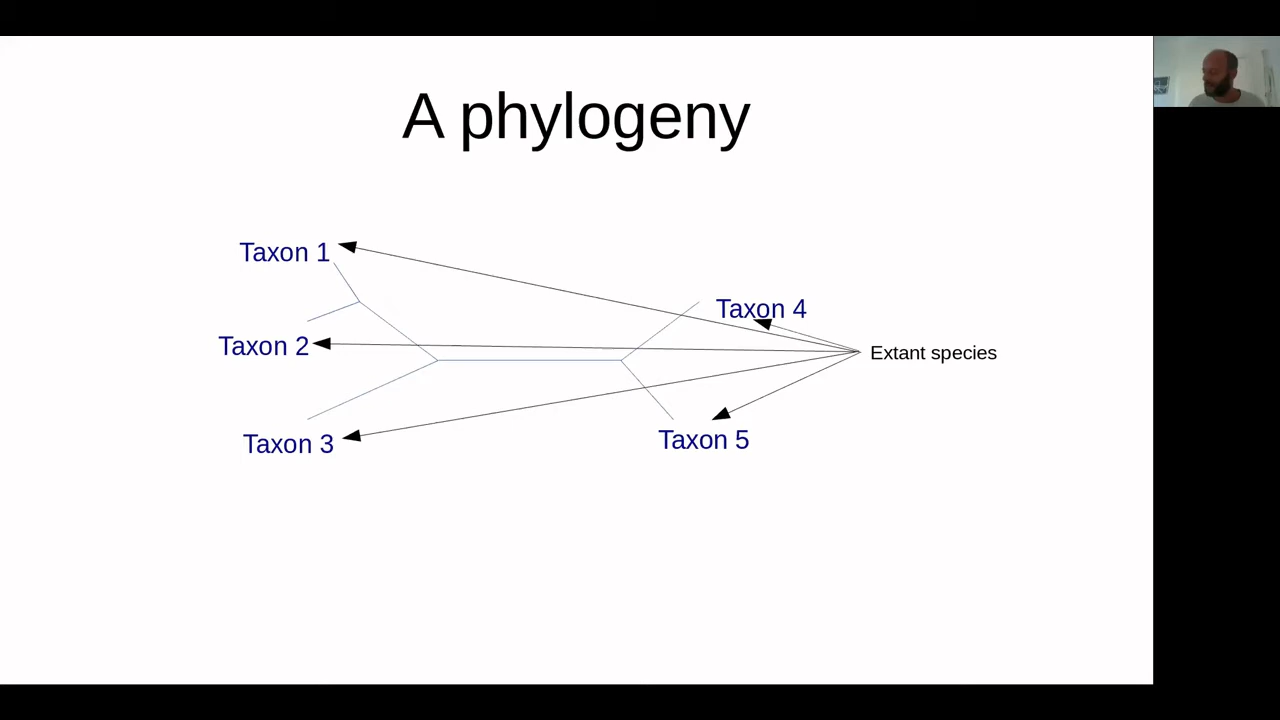 A phylogeny
Taxon 1
Taxon 4
Taxon 2
Extant species
Taxon 3
Taxon 5